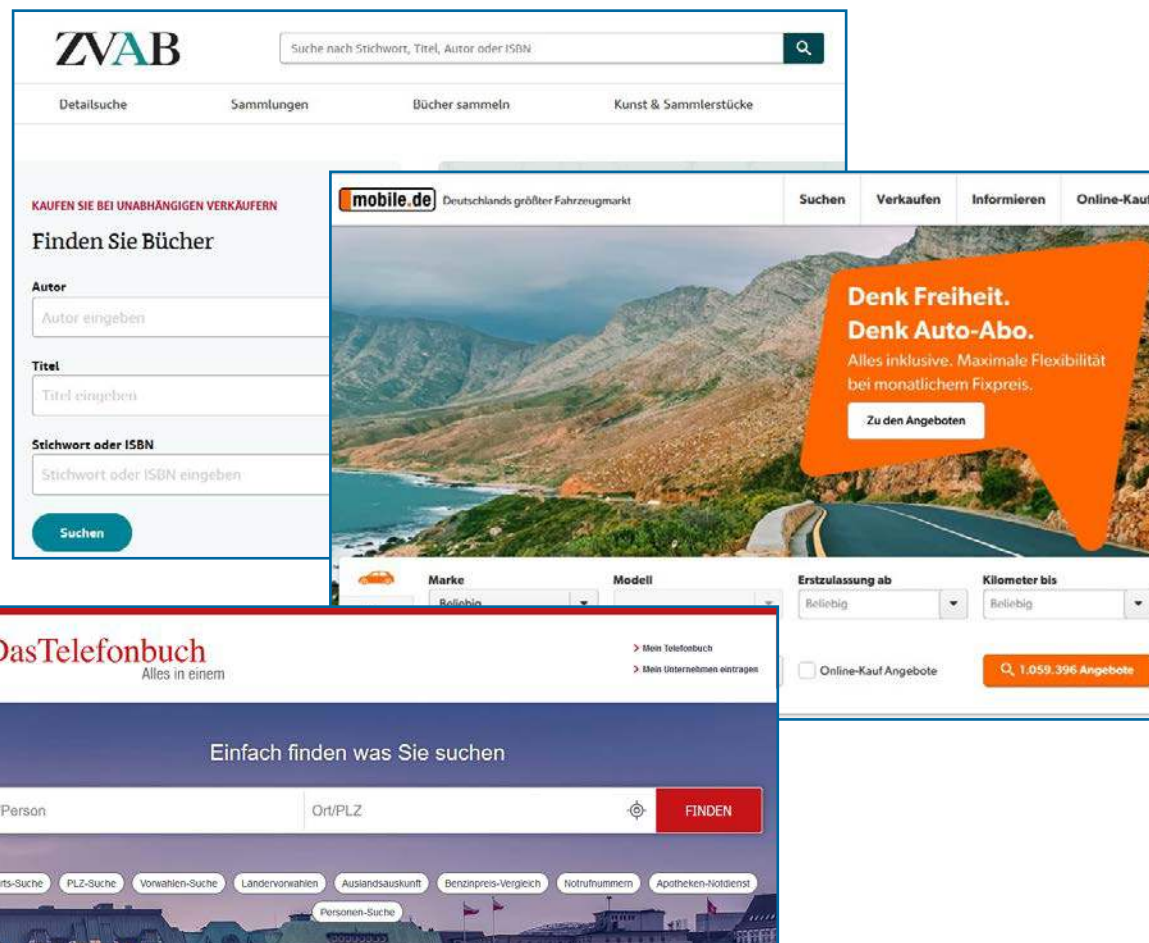 ZVAB
Suche nach Stichwort, Titel, Autor oder ISBN
Detailsuche Sammlungen Bücher sammeln Kunst & Sammlerstücke
KAUFEN SIE BEI UNABHÄNGIGEN VERKÄUFERN
Finden Sie Bücher
Autor
Autor eingeben
Titel
Titel eingeben
Stichwort oder ISBN
Stichwort oder ISBN eingeben
Suchen
mobile.de Deutschlands größter Fahrzeugmarkt Suchen Verkaufen Informieren Online-Kauf
Denk Freiheit.
Denk Auto-Abo.
Alles inklusive. Maximale Flexibilität
bei monatlichem Fixpreis.
Zu den Angeboten
Marke Modell Erstzulassung ab Kilometer bis
Beliebig Beliebig Beliebig
Online-Kauf Angebote 1.059.396 Angebote
DasTelefonbuch
Alles in einem
Mein Telefonbuch
Mein Unternehmen eintragen
Einfach finden was Sie suchen
/Person Ort/PLZ FINDEN
rts-Suche PLZ-Suche Vorwahlen-Suche Ländervorwahlen Auslandsauskunft Benzinpreis-Vergleich Notrufnummern Apotheken-Notdienst
Personen-Suche